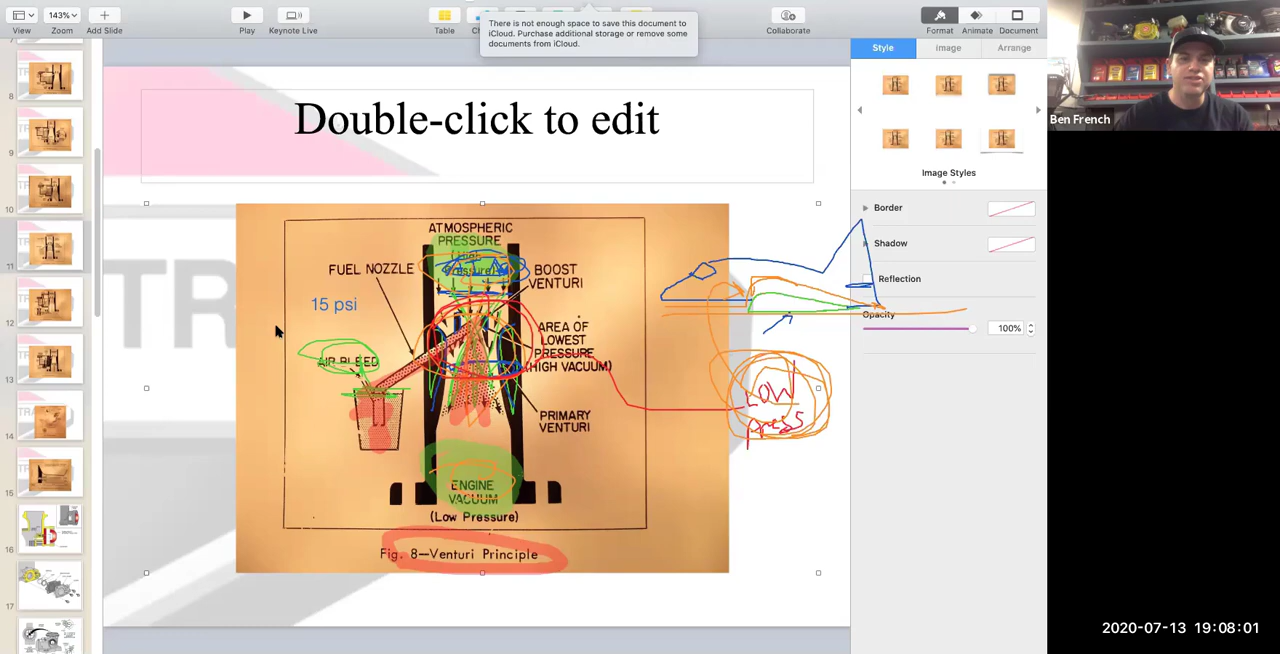 143%
View
Zoom
Add Slide
Play
Keynote Live
Table
There is not enough space to save this document to
iCloud. Purchase additional storage or remove some
documents from iCloud.
Collaborate
Format
Animate
Document
Style
Image
Arrange
Ben French
Image Styles
Border
Shadow
Reflection
Opacity
100%
8
9
10
11
12
13
14
15
16
17
Double-click to edit
ATMOSPHERIC
PRESSURE
(High
Pressure)
FUEL NOZZLE
BOOST
VENTURI
15 psi
AREA OF
LOWEST
PRESSURE
(HIGH VACUUM)
AIR BLEED
PRIMARY
VENTURI
ENGINE
VACUUM
(Low Pressure)
Fig. 8—Venturi Principle
LOW
press
2020-07-13 19:08:01